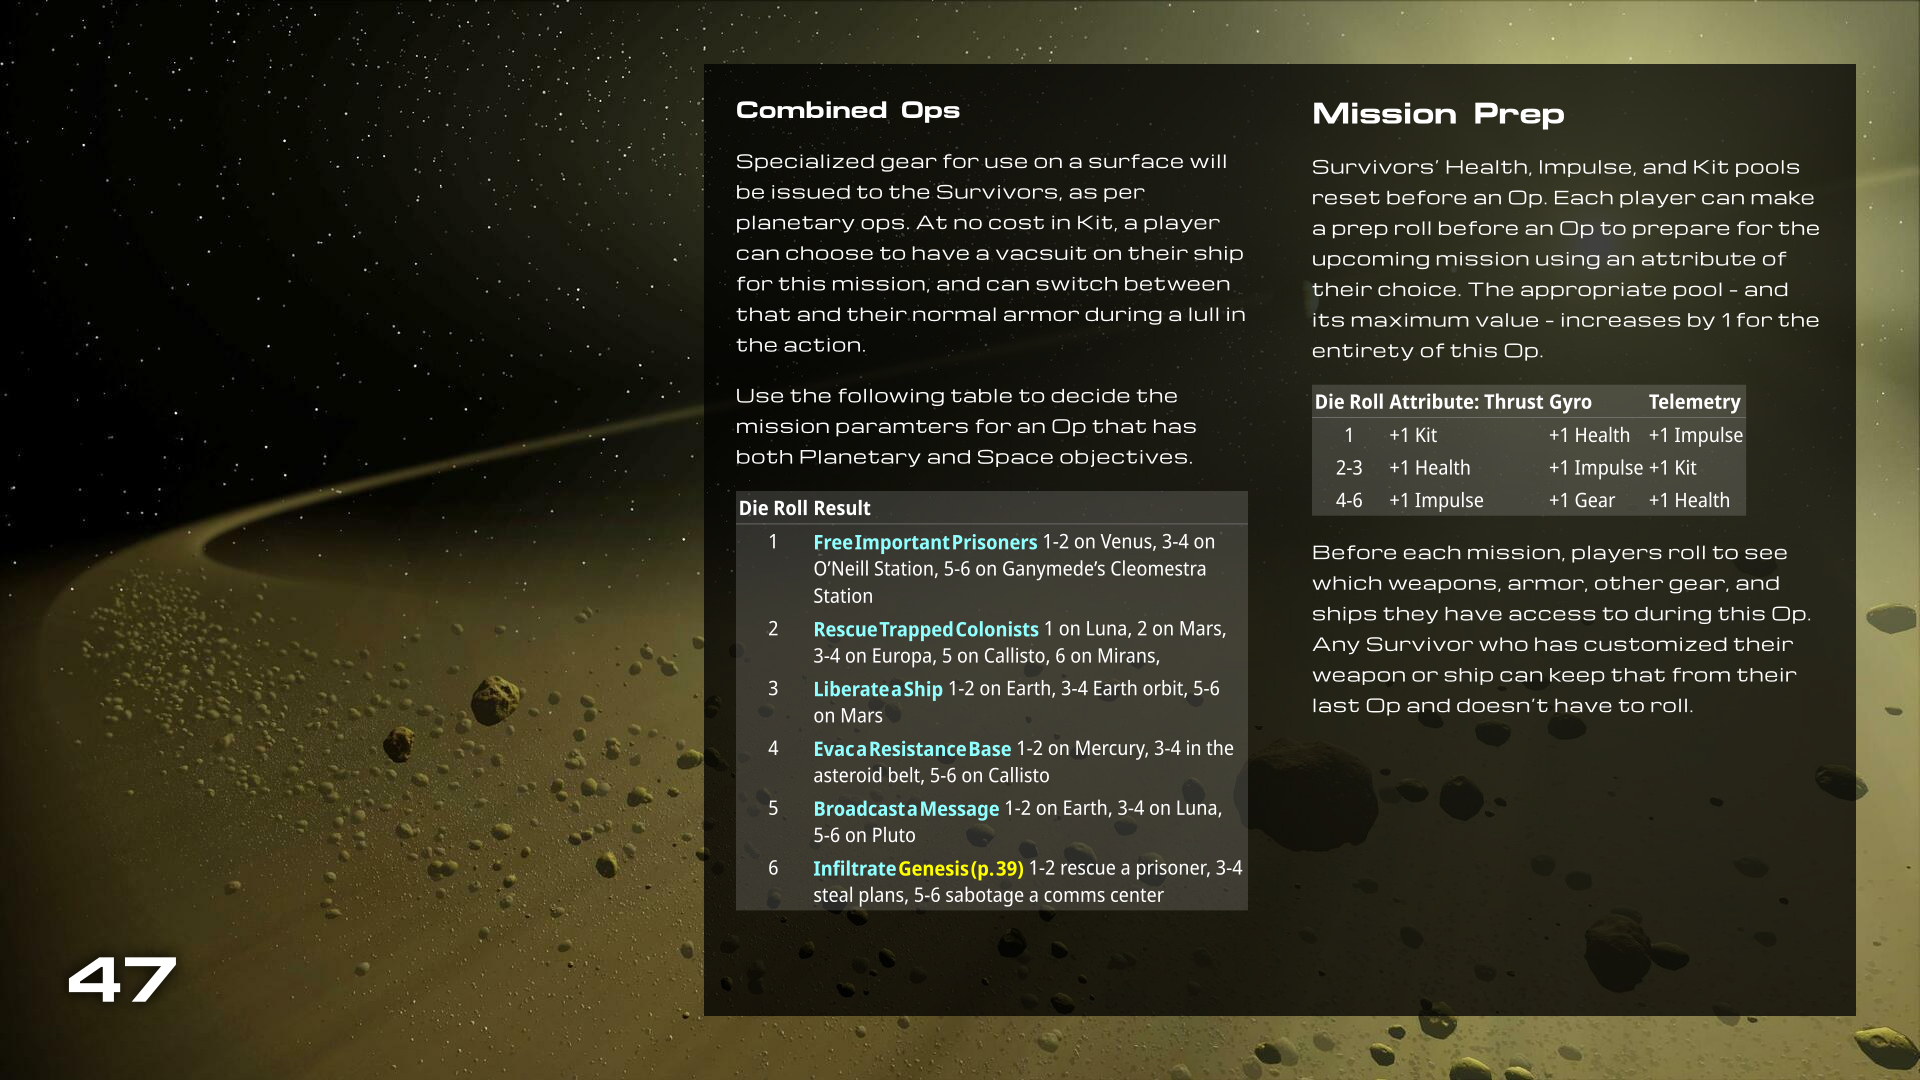 Combined Ops
Specialized gear for use on a surface will
be issued to the Survivors, as per
planetary ops. At no cost in Kit, a player
can choose to have a vacsuit on their ship
for this mission, and can switch between
that and their normal armor during a lull in
the action.
Use the following table to decide the
mission paramters for an Op that has
both Planetary and Space objectives.
Die Roll Result
1 Free Important Prisoners 1-2 on Venus, 3-4 on
O’Neill Station, 5-6 on Ganymede’s Cleomestra
Station
2 Rescue Trapped Colonists 1 on Luna, 2 on Mars,
3-4 on Europa, 5 on Callisto, 6 on Mirans,
3 Liberate a Ship 1-2 on Earth, 3-4 Earth orbit, 5-6
on Mars
4 Evac a Resistance Base 1-2 on Mercury, 3-4 in the
asteroid belt, 5-6 on Callisto
5 Broadcast a Message 1-2 on Earth, 3-4 on Luna,
5-6 on Pluto
6 Infiltrate Genesis (p. 39) 1-2 rescue a prisoner, 3-4
steal plans, 5-6 sabotage a comms center
Mission Prep
Survivors’ Health, Impulse, and Kit pools
reset before an Op. Each player can make
a prep roll before an Op to prepare for the
upcoming mission using an attribute of
their choice. The appropriate pool - and
its maximum value - increases by 1 for the
entirety of this Op.
Die Roll Attribute: Thrust Gyro Telemetry
1 +1 Kit +1 Health +1 Impulse
2-3 +1 Health +1 Impulse +1 Kit
4-6 +1 Impulse +1 Gear +1 Health
Before each mission, players roll to see
which weapons, armor, other gear, and
ships they have access to during this Op.
Any Survivor who has customized their
weapon or ship can keep that from their
last Op and doesn’t have to roll.
47